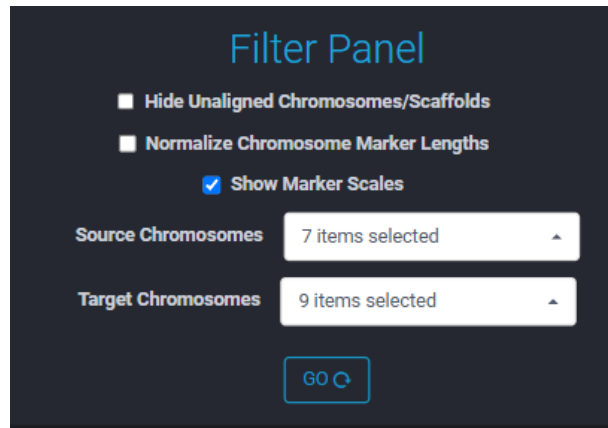 Filter Panel
Hide Unaligned Chromosomes/Scaffolds
Normalize Chromosome Marker Lengths
Show Marker Scales
Source Chromosomes 7 items selected
Target Chromosomes 9 items selected
GO